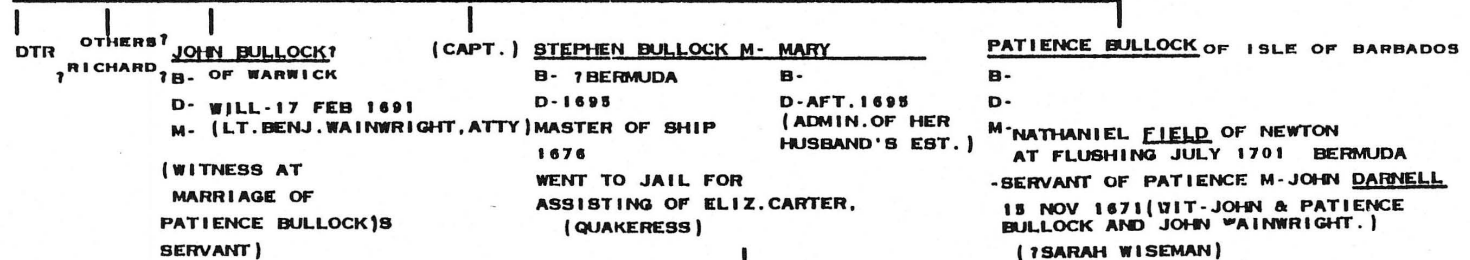 DTR
OTHERS?
?RICHARD?
JOHN BULLOCK?
B- OF WARWICK
D- WILL-17 FEB 1691
M- (LT.BENJ.WAINWRIGHT,ATTY)
(WITNESS AT
MARRIAGE OF
PATIENCE BULLOCK)S
SERVANT)
(CAPT.) STEPHEN BULLOCK M- MARY
B- ?BERMUDA
D-1695
MASTER OF SHIP
1676
WENT TO JAIL FOR
ASSISTING OF ELIZ.CARTER,
(QUAKERESS)
B-
D-AFT.1695
(ADMIN.OF HER
HUSBAND'S EST.)
PATIENCE BULLOCK OF ISLE OF BARBADOS
B-
D-
M-NATHANIEL FIELD OF NEWTON
AT FLUSHING JULY 1701 BERMUDA
-SERVANT OF PATIENCE M-JOHN DARNELL
15 NOV 1671(WIT-JOHN & PATIENCE
BULLOCK AND JOHN WAINWRIGHT.)
(?SARAH WISEMAN)